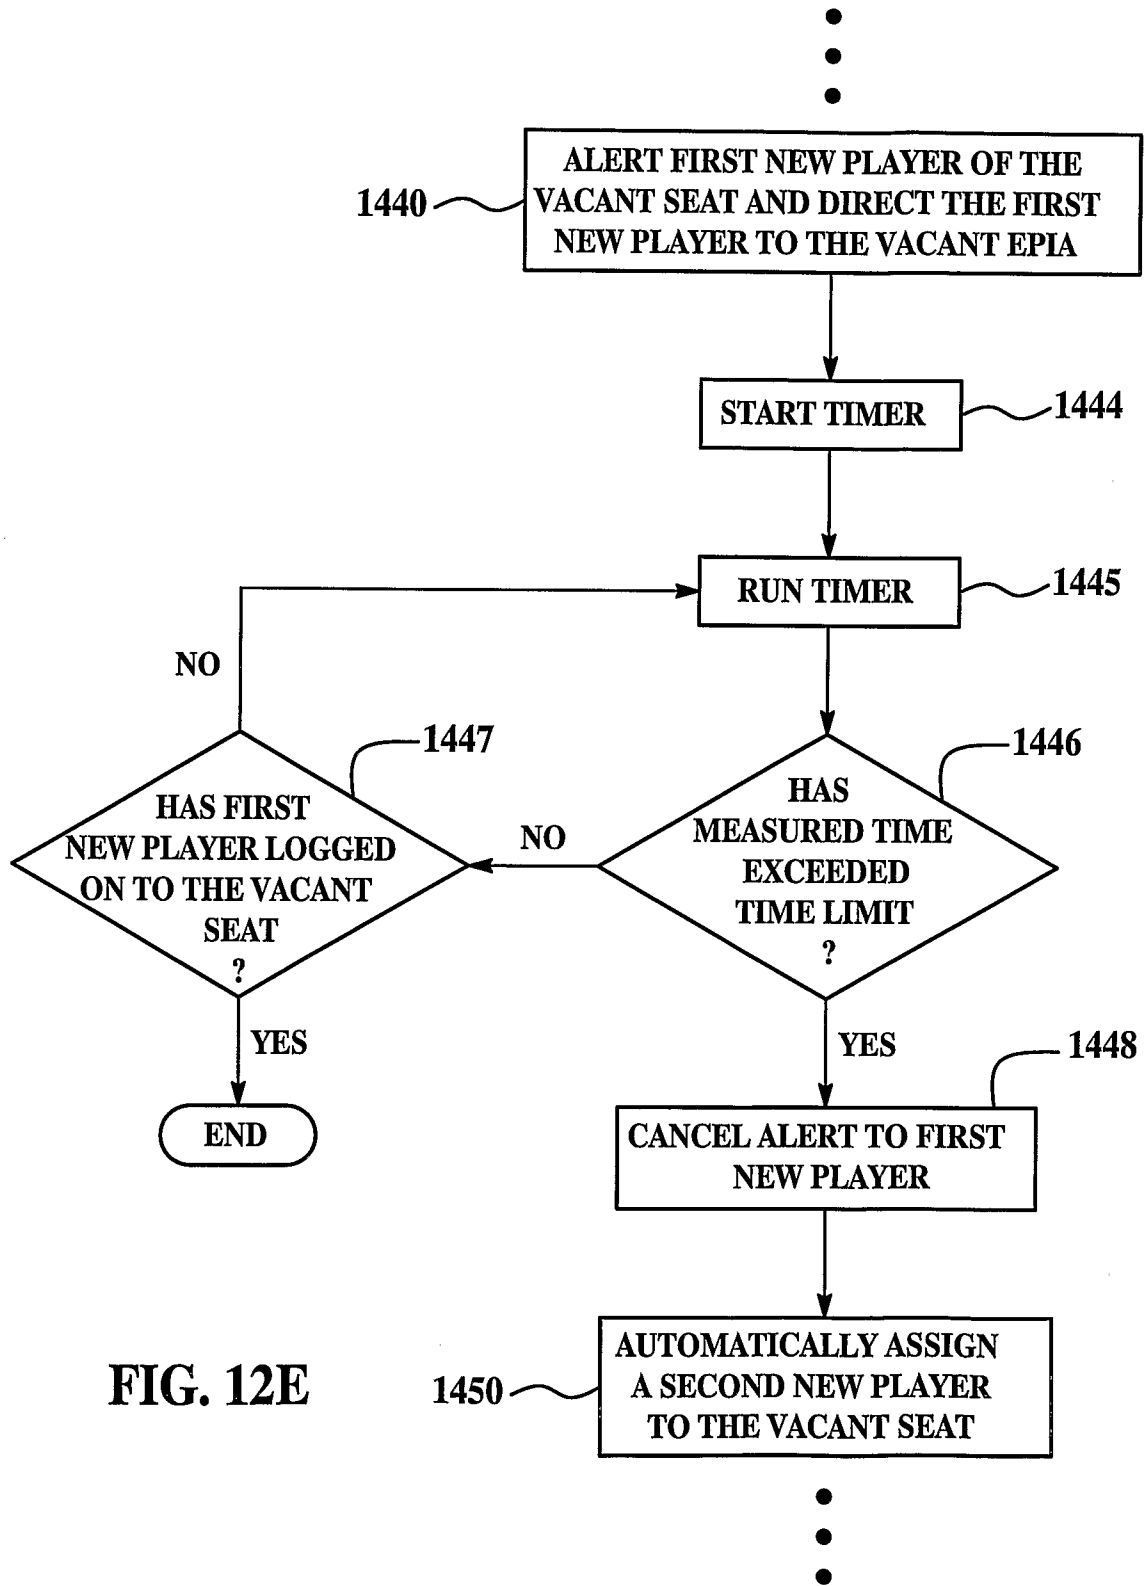 ALERT FIRST NEW PLAYER OF THE
VACANT SEAT AND DIRECT THE FIRST
NEW PLAYER TO THE VACANT EPIA
1440
START TIMER
1444
RUN TIMER
1445
NO
1447
HAS FIRST
NEW PLAYER LOGGED
ON TO THE VACANT
SEAT
?
NO
1446
HAS
MEASURED TIME
EXCEEDED
TIME LIMIT
?
YES
END
YES
1448
CANCEL ALERT TO FIRST
NEW PLAYER
1450
AUTOMATICALLY ASSIGN
A SECOND NEW PLAYER
TO THE VACANT SEAT
FIG. 12E